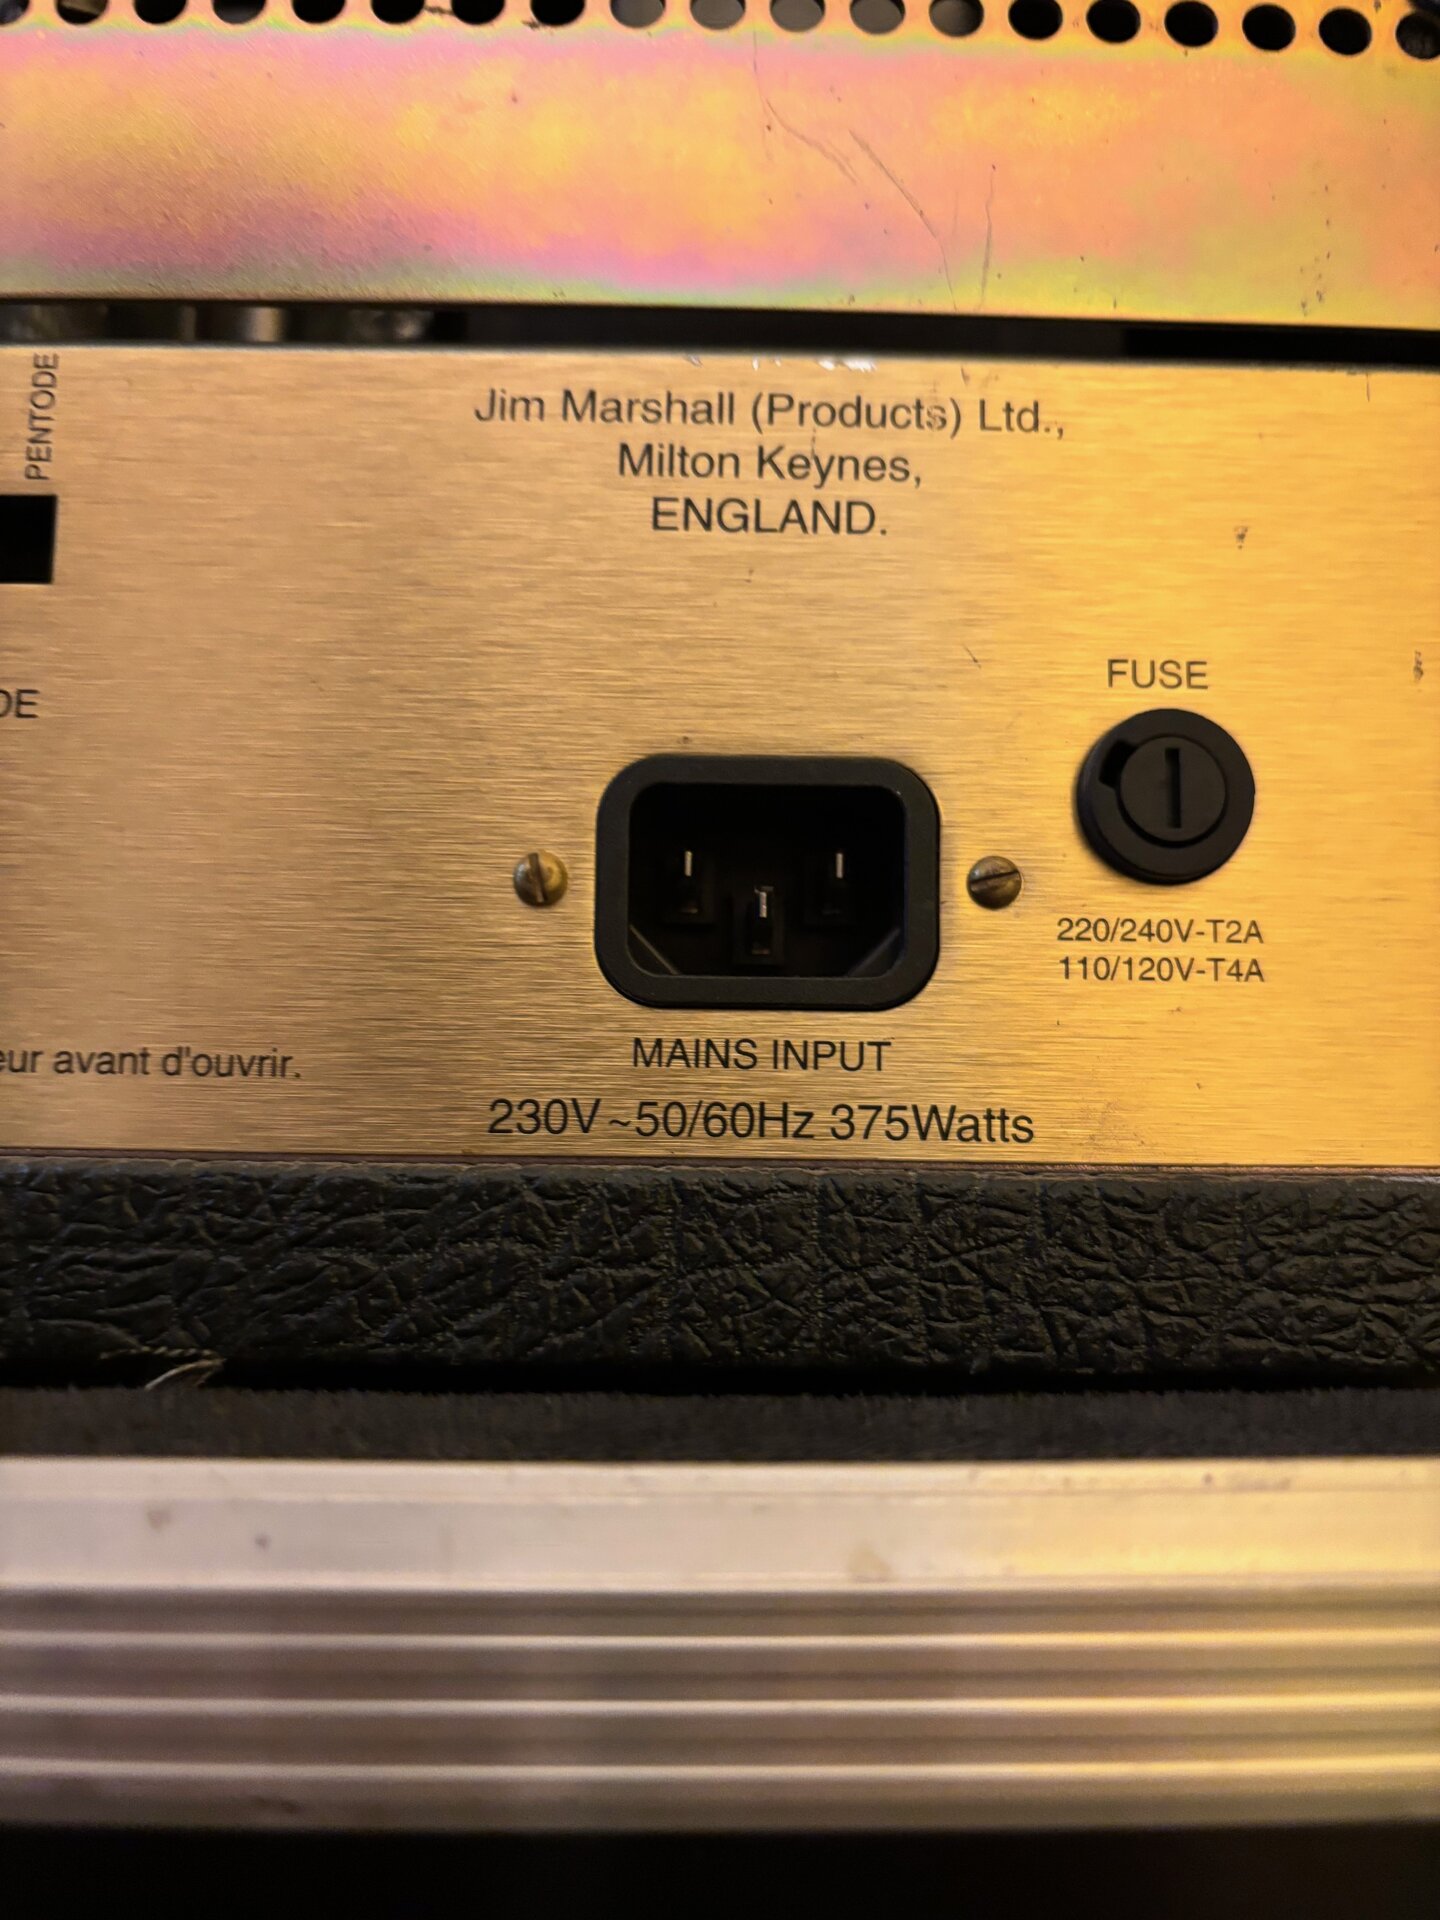 PENTODE
Jim Marshall (Products) Ltd.,
Milton Keynes,
ENGLAND.
DE
FUSE
220/240V-T2A
110/120V-T4A
eur avant d'ouvrir.
MAINS INPUT
230V~50/60Hz 375Watts